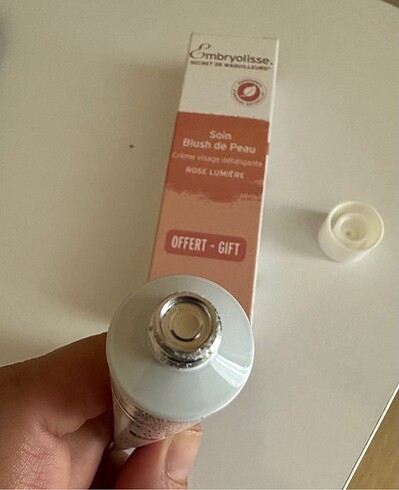 Embryolisse
SECRET DE MAQUILLEURS®
Soin
Blush de Peau
Crème visage défatigante
ROSE LUMIÈRE
OFFERT - GIFT